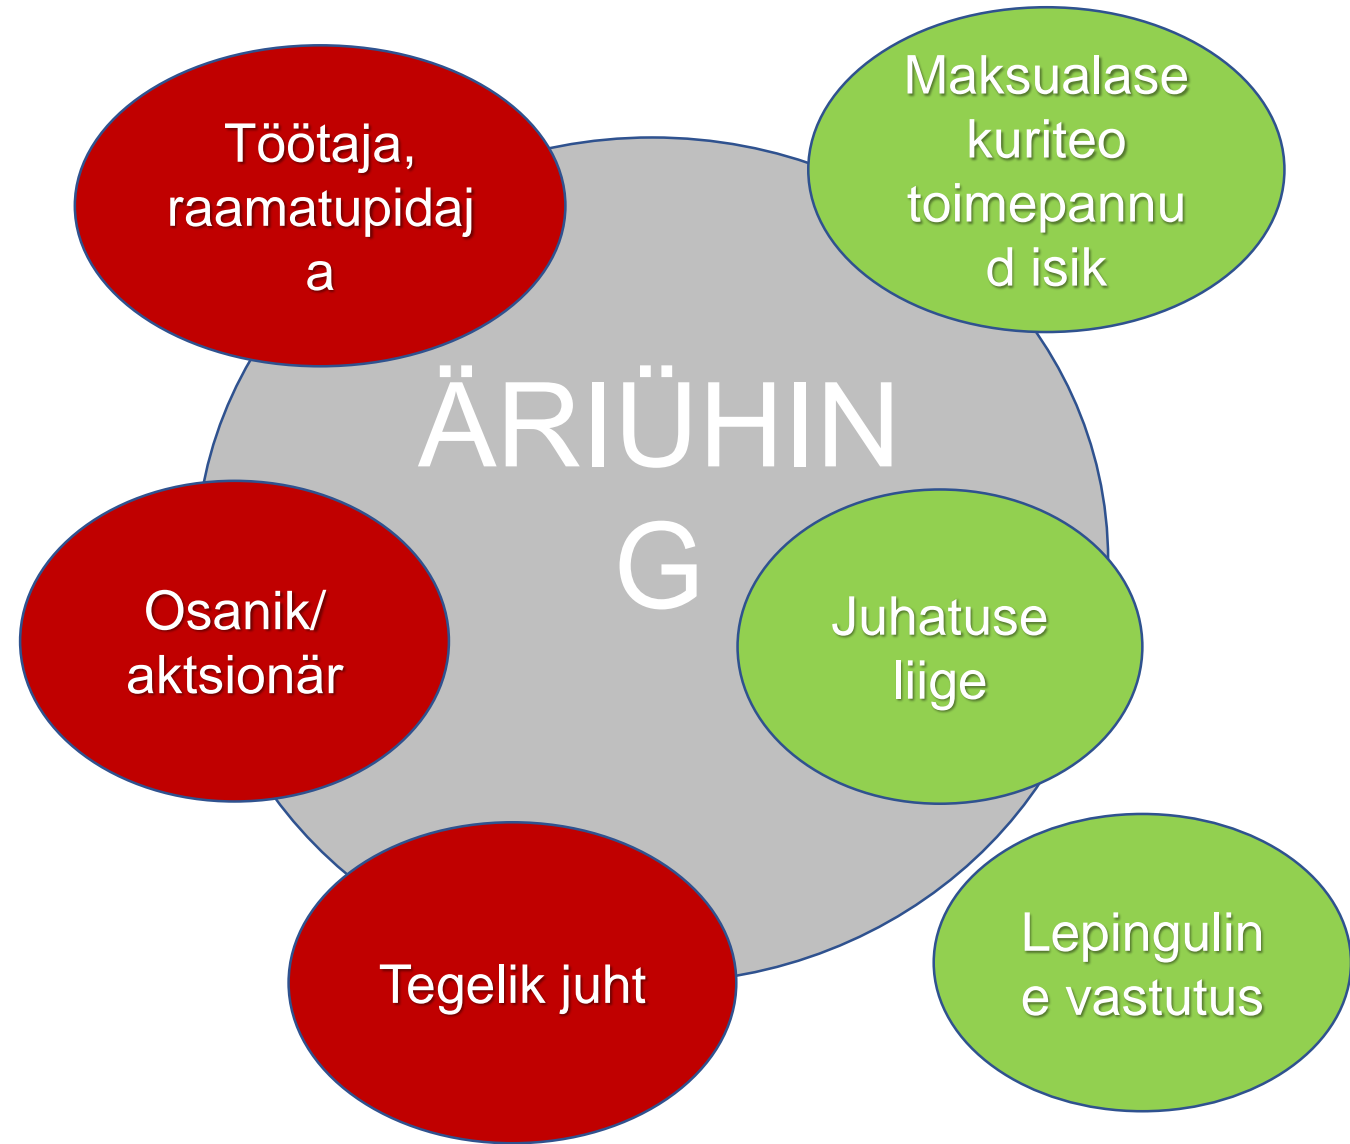 Töötaja,
raamatupidaj
a
Maksualase
kuriteo
toimepannu
d isik
ÄRIÜHIN
G
Osanik/
aktsionär
Juhatuse
liige
Tegelik juht
Lepingulin
e vastutus